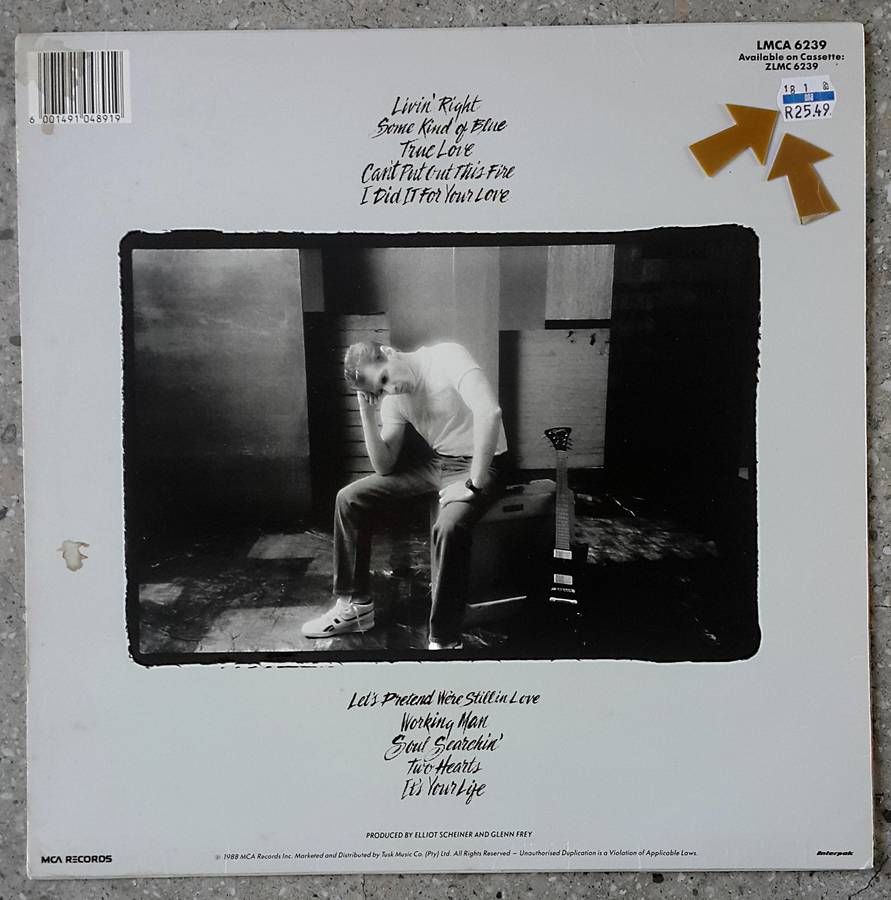 6 001491 048919
LMCA 6239
Available on Cassette:
ZLMC 6239
R25.49
Livin' Right
Some Kind of Blue
True Love
Can't Put Out This Fire
I Did It For Your Love
Let's Pretend We're Still in Love
Working Man
Soul Searchin'
Two Hearts
It's Your Life
PRODUCED BY ELLIOT SCHEINER AND GLENN FREY
℗ 1988 MCA Records Inc. Marketed and Distributed by Tusk Music Co. (Pty) Ltd. All Rights Reserved – Unauthorised Duplication is a Violation of Applicable Laws.
MCA RECORDS
Interpak